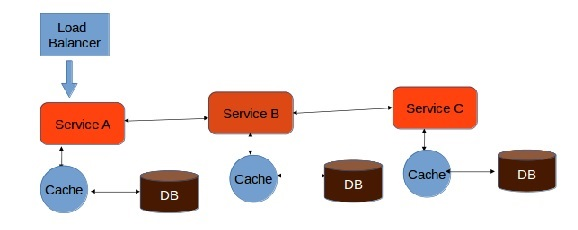 Load
Balancer
Service A
Service B
Service C
Cache
DB
Cache
DB
Cache
DB